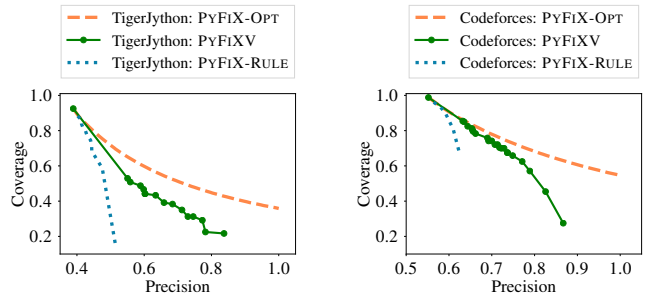 TigerJython: PYFIX-OPT
TigerJython: PYFIXV
TigerJython: PYFIX-RULE
1.0
0.8
0.6
0.4
0.2
Coverage
0.4 0.6 0.8 1.0
Precision
Codeforces: PYFIX-OPT
Codeforces: PYFIXV
Codeforces: PYFIX-RULE
1.0
0.8
0.6
0.4
0.2
Coverage
0.5 0.6 0.7 0.8 0.9 1.0
Precision